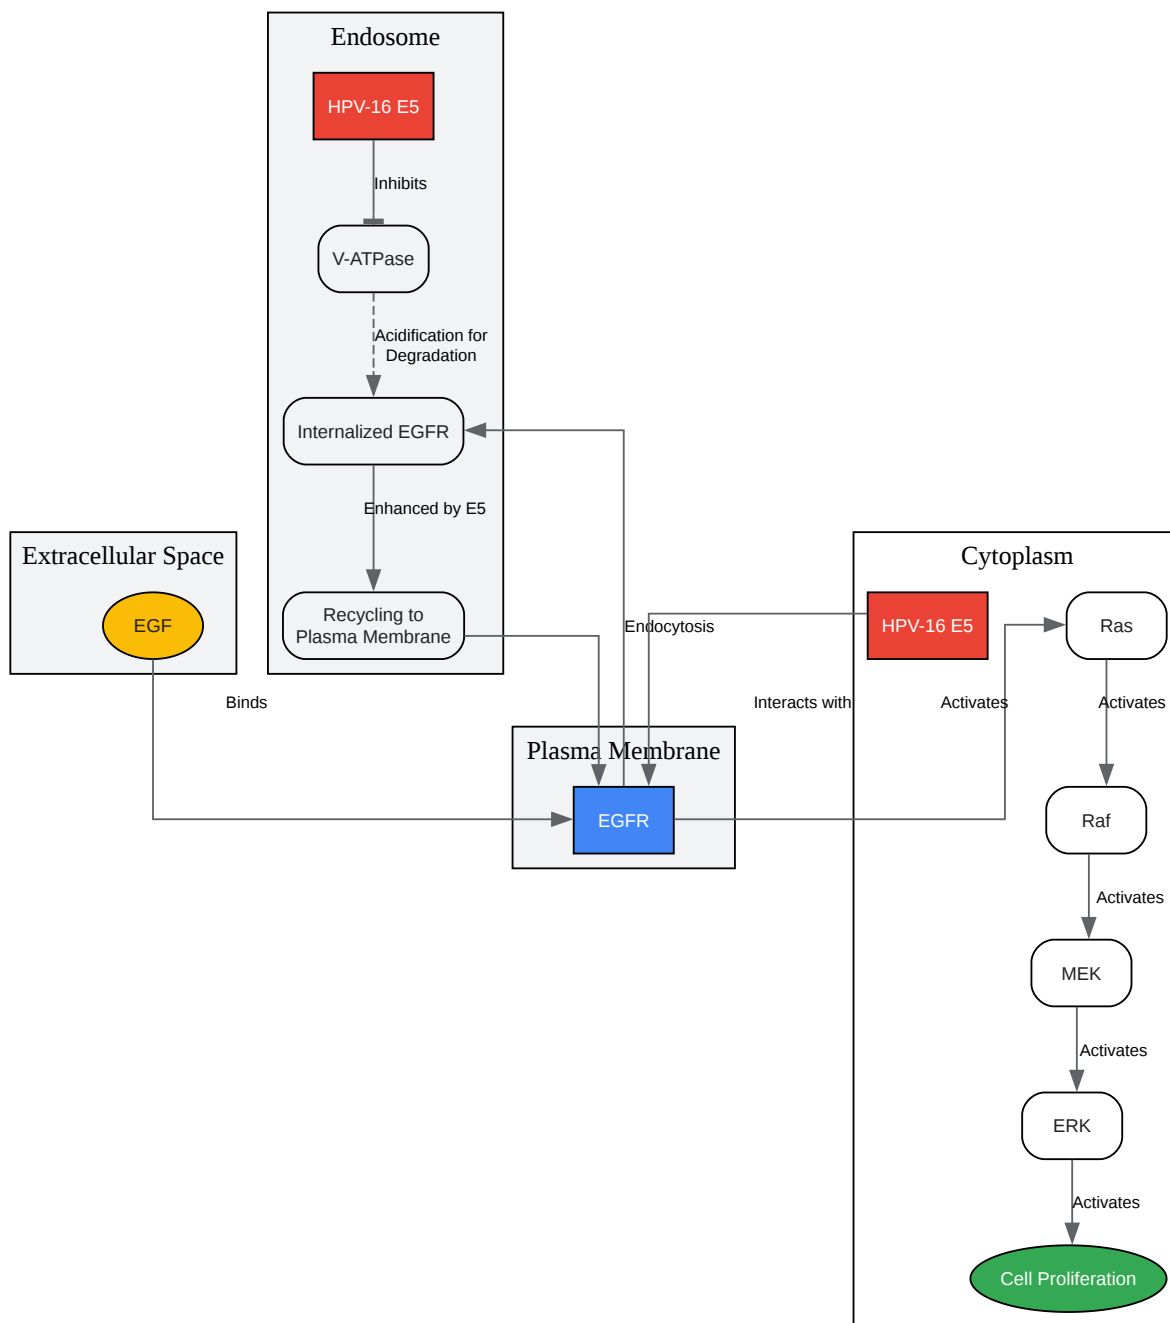 Endosome
HPV-16 E5
Inhibits
V-ATPase
Acidification for
Degradation
Internalized EGFR
Enhanced by E5
Recycling to
Plasma Membrane
Extracellular Space
EGF
Binds
Endocytosis
Interacts with
Plasma Membrane
EGFR
Cytoplasm
HPV-16 E5
Ras
Activates
Activates
Raf
Activates
MEK
Activates
ERK
Activates
Cell Proliferation